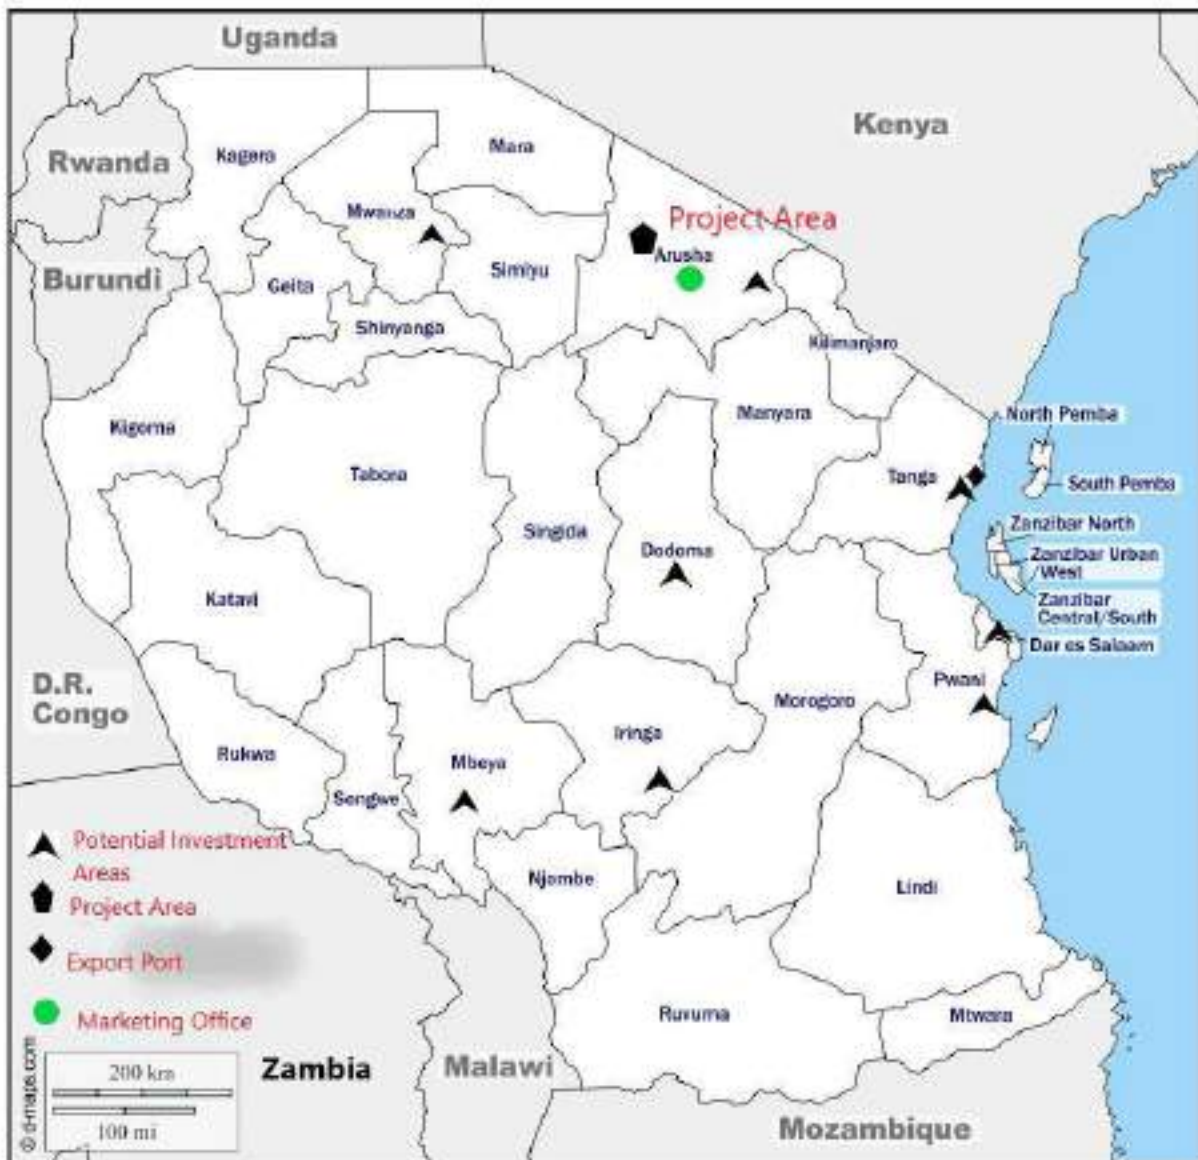 Uganda
Kenya
Rwanda
Kagera
Mara
Mwanza
Project Area
Burundi
Simiyu
Arusha
Geita
Shinyanga
Kilimanjaro
Kigoma
Manyara
North Pemba
Tabora
Tanga
South Pemba
Singida
Zanzibar North
Dodoma
Zanzibar Urban
/West
Katavi
Zanzibar
Central/South
Dar es Salaam
D.R.
Congo
Pwani
Morogoro
Rukwa
Mbeya
Iringa
Songwe
Potential Investment
Areas
Njombe
Lindi
Project Area
Export Port
Marketing Office
Ruvuma
Mtwara
200 km
100 mi
Zambia
Malawi
Mozambique
© d-maps.com